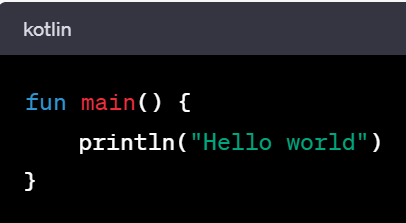 kotlin
fun main() {
    println("Hello world")
}